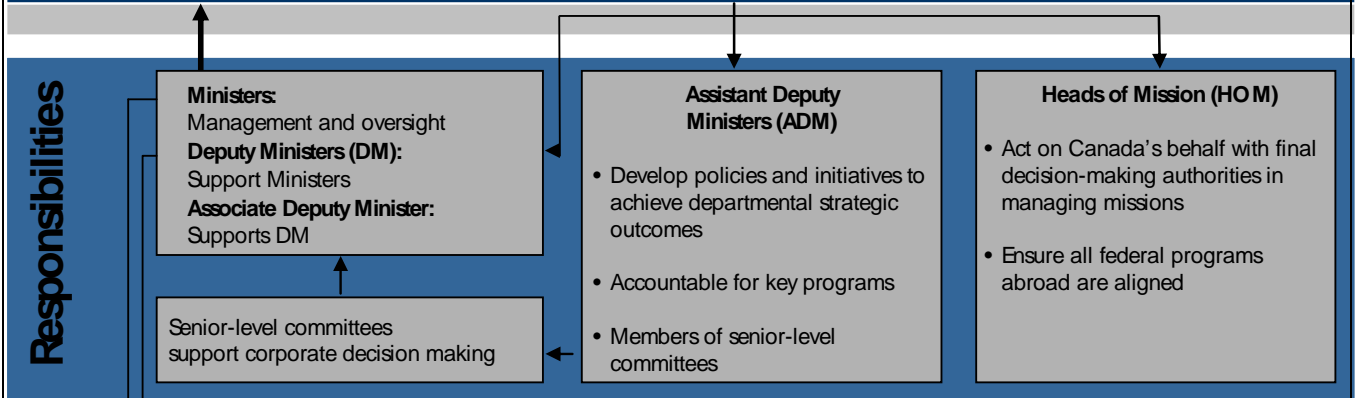 Responsibilities
Ministers:
Management and oversight
Deputy Ministers (DM):
Support Ministers
Associate Deputy Minister:
Supports DM
Senior-level committees
support corporate decision making
Assistant Deputy
Ministers (ADM)
• Develop policies and initiatives to
achieve departmental strategic
outcomes
• Accountable for key programs
• Members of senior-level
committees
Heads of Mission (HOM)
• Act on Canada's behalf with final
decision-making authorities in
managing missions
• Ensure all federal programs
abroad are aligned